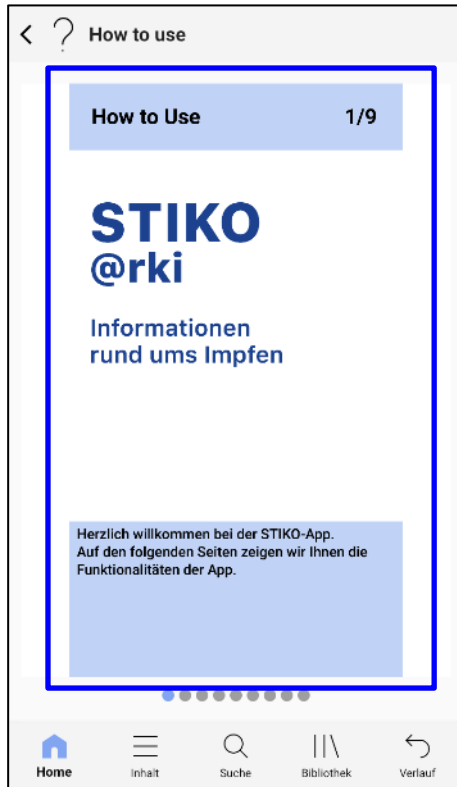 How to use
How to Use 1/9
STIKO
@rki
Informationen
rund ums Impfen
Herzlich willkommen bei der STIKO-App.
Auf den folgenden Seiten zeigen wir Ihnen die
Funktionalitäten der App.
Home Inhalt Suche Bibliothek Verlauf